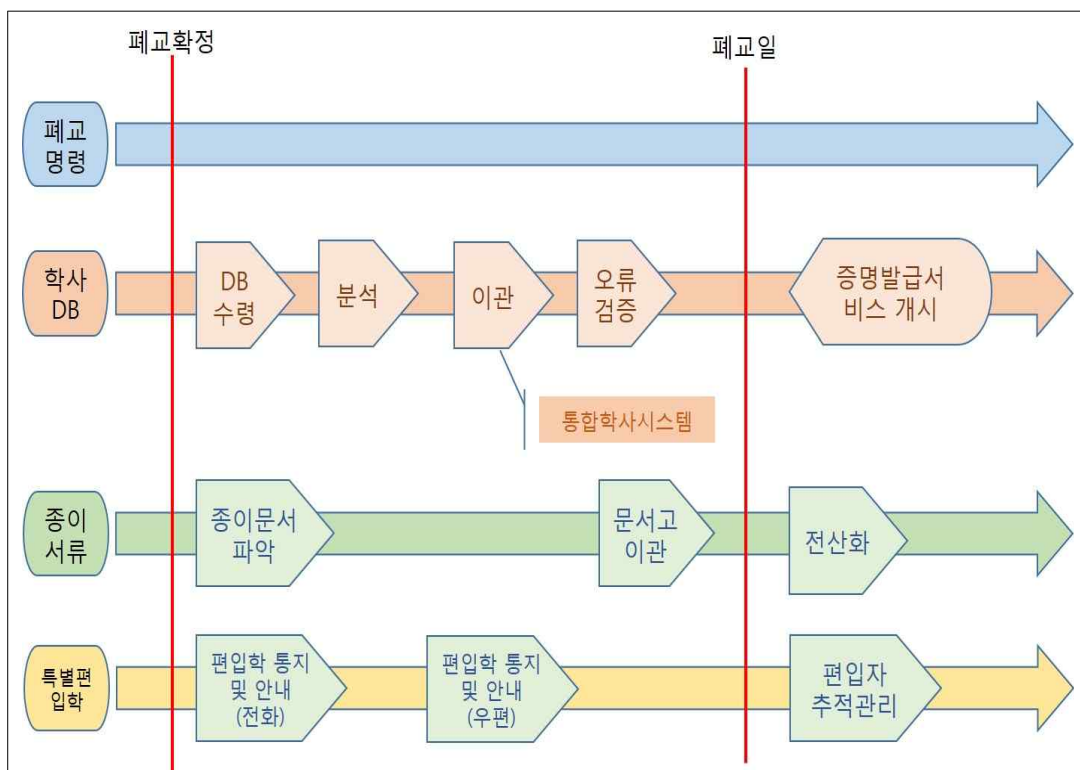 폐교확정
폐교일
폐교
명령
학사
DB
DB
수령
분석
이관
오류
검증
증명발급서
비스 개시
통합학사시스템
종이
서류
종이문서
파악
문서고
이관
전산화
특별편
입학
편입학 통지
및 안내
(전화)
편입학 통지
및 안내
(우편)
편입자
추적관리